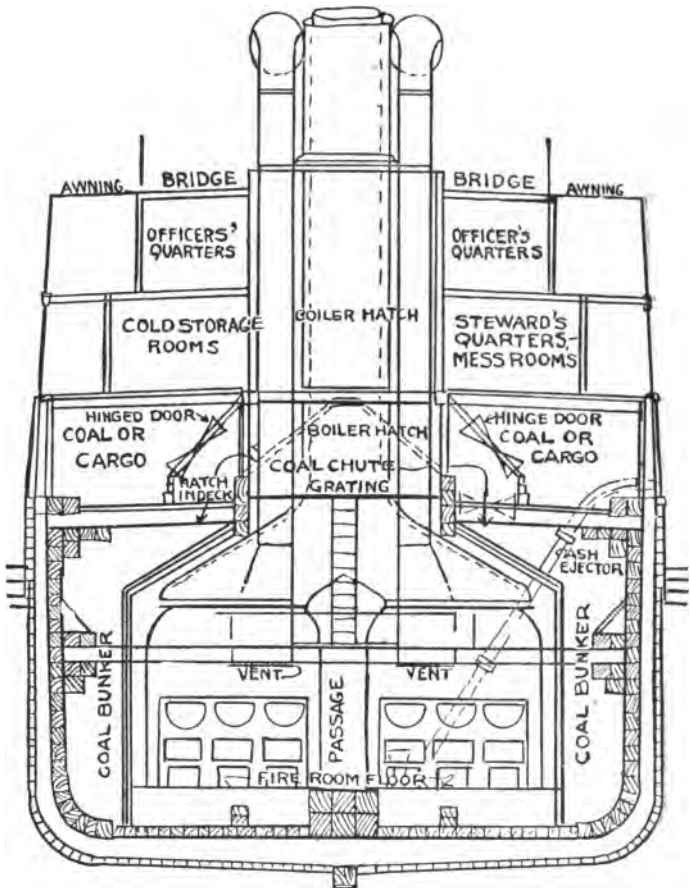 AWNING
BRIDGE
BRIDGE
AWNING
OFFICERS'
QUARTERS
OFFICER'S
QUARTERS
COLD STORAGE
ROOMS
BOILER HATCH
STEWARD'S
QUARTERS-
MESS ROOMS
HINGED DOOR
COAL OR
CARGO
BOILER HATCH
HINGE DOOR
COAL OR
CARGO
HATCH
IN DECK
COAL CHUTE
GRATING
ASH
EJECTOR
COAL BUNKER
VENT
PASSAGE
VENT
COAL BUNKER
FIRE ROOM FLOOR